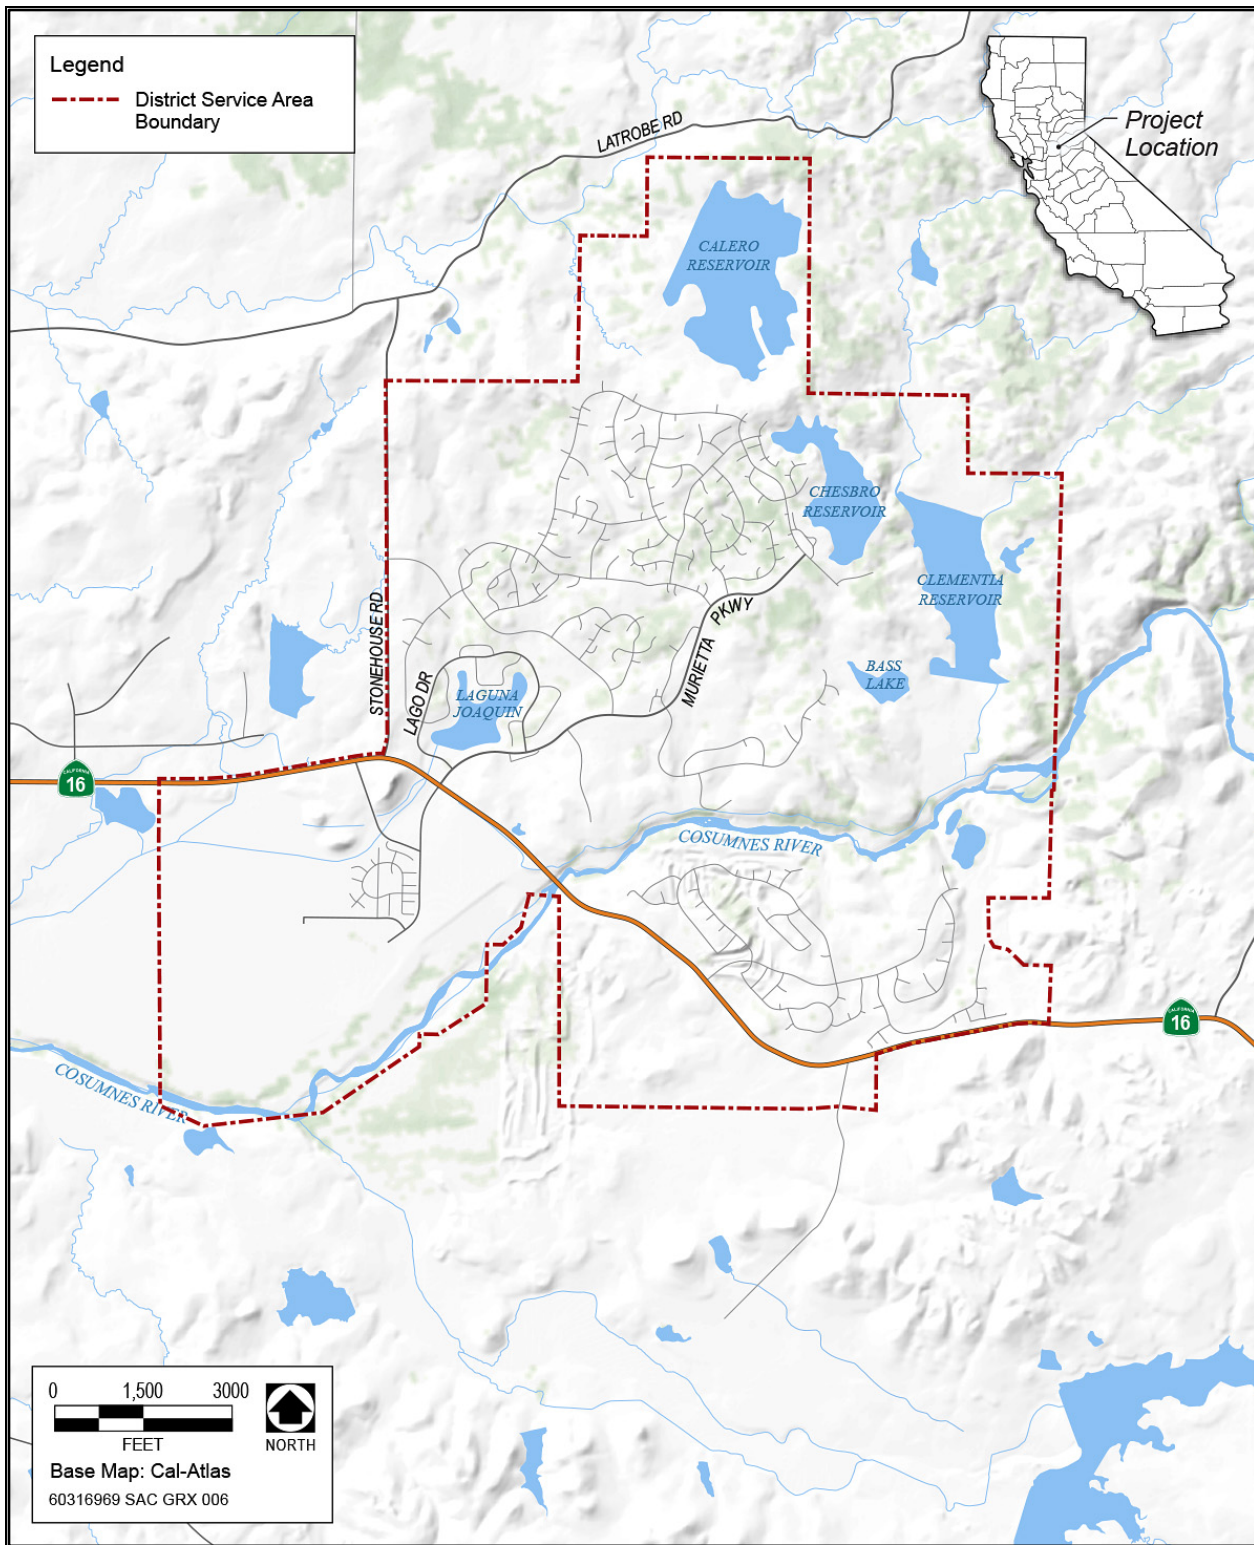 Legend
District Service Area
Boundary
LATROBE RD
Project
Location
CALERO
RESERVOIR
CHESBRO
RESERVOIR
CLEMENTIA
RESERVOIR
STONEHOUSE RD
LAGO DR
LAGUNA
JOAQUIN
MURIETTA PKWY
BASS
LAKE
CALIFORNIA
16
COSUMNES RIVER
CALIFORNIA
16
COSUMNES RIVER
0 1,500 3000
FEET
NORTH
Base Map: Cal-Atlas
60316969 SAC GRX 006